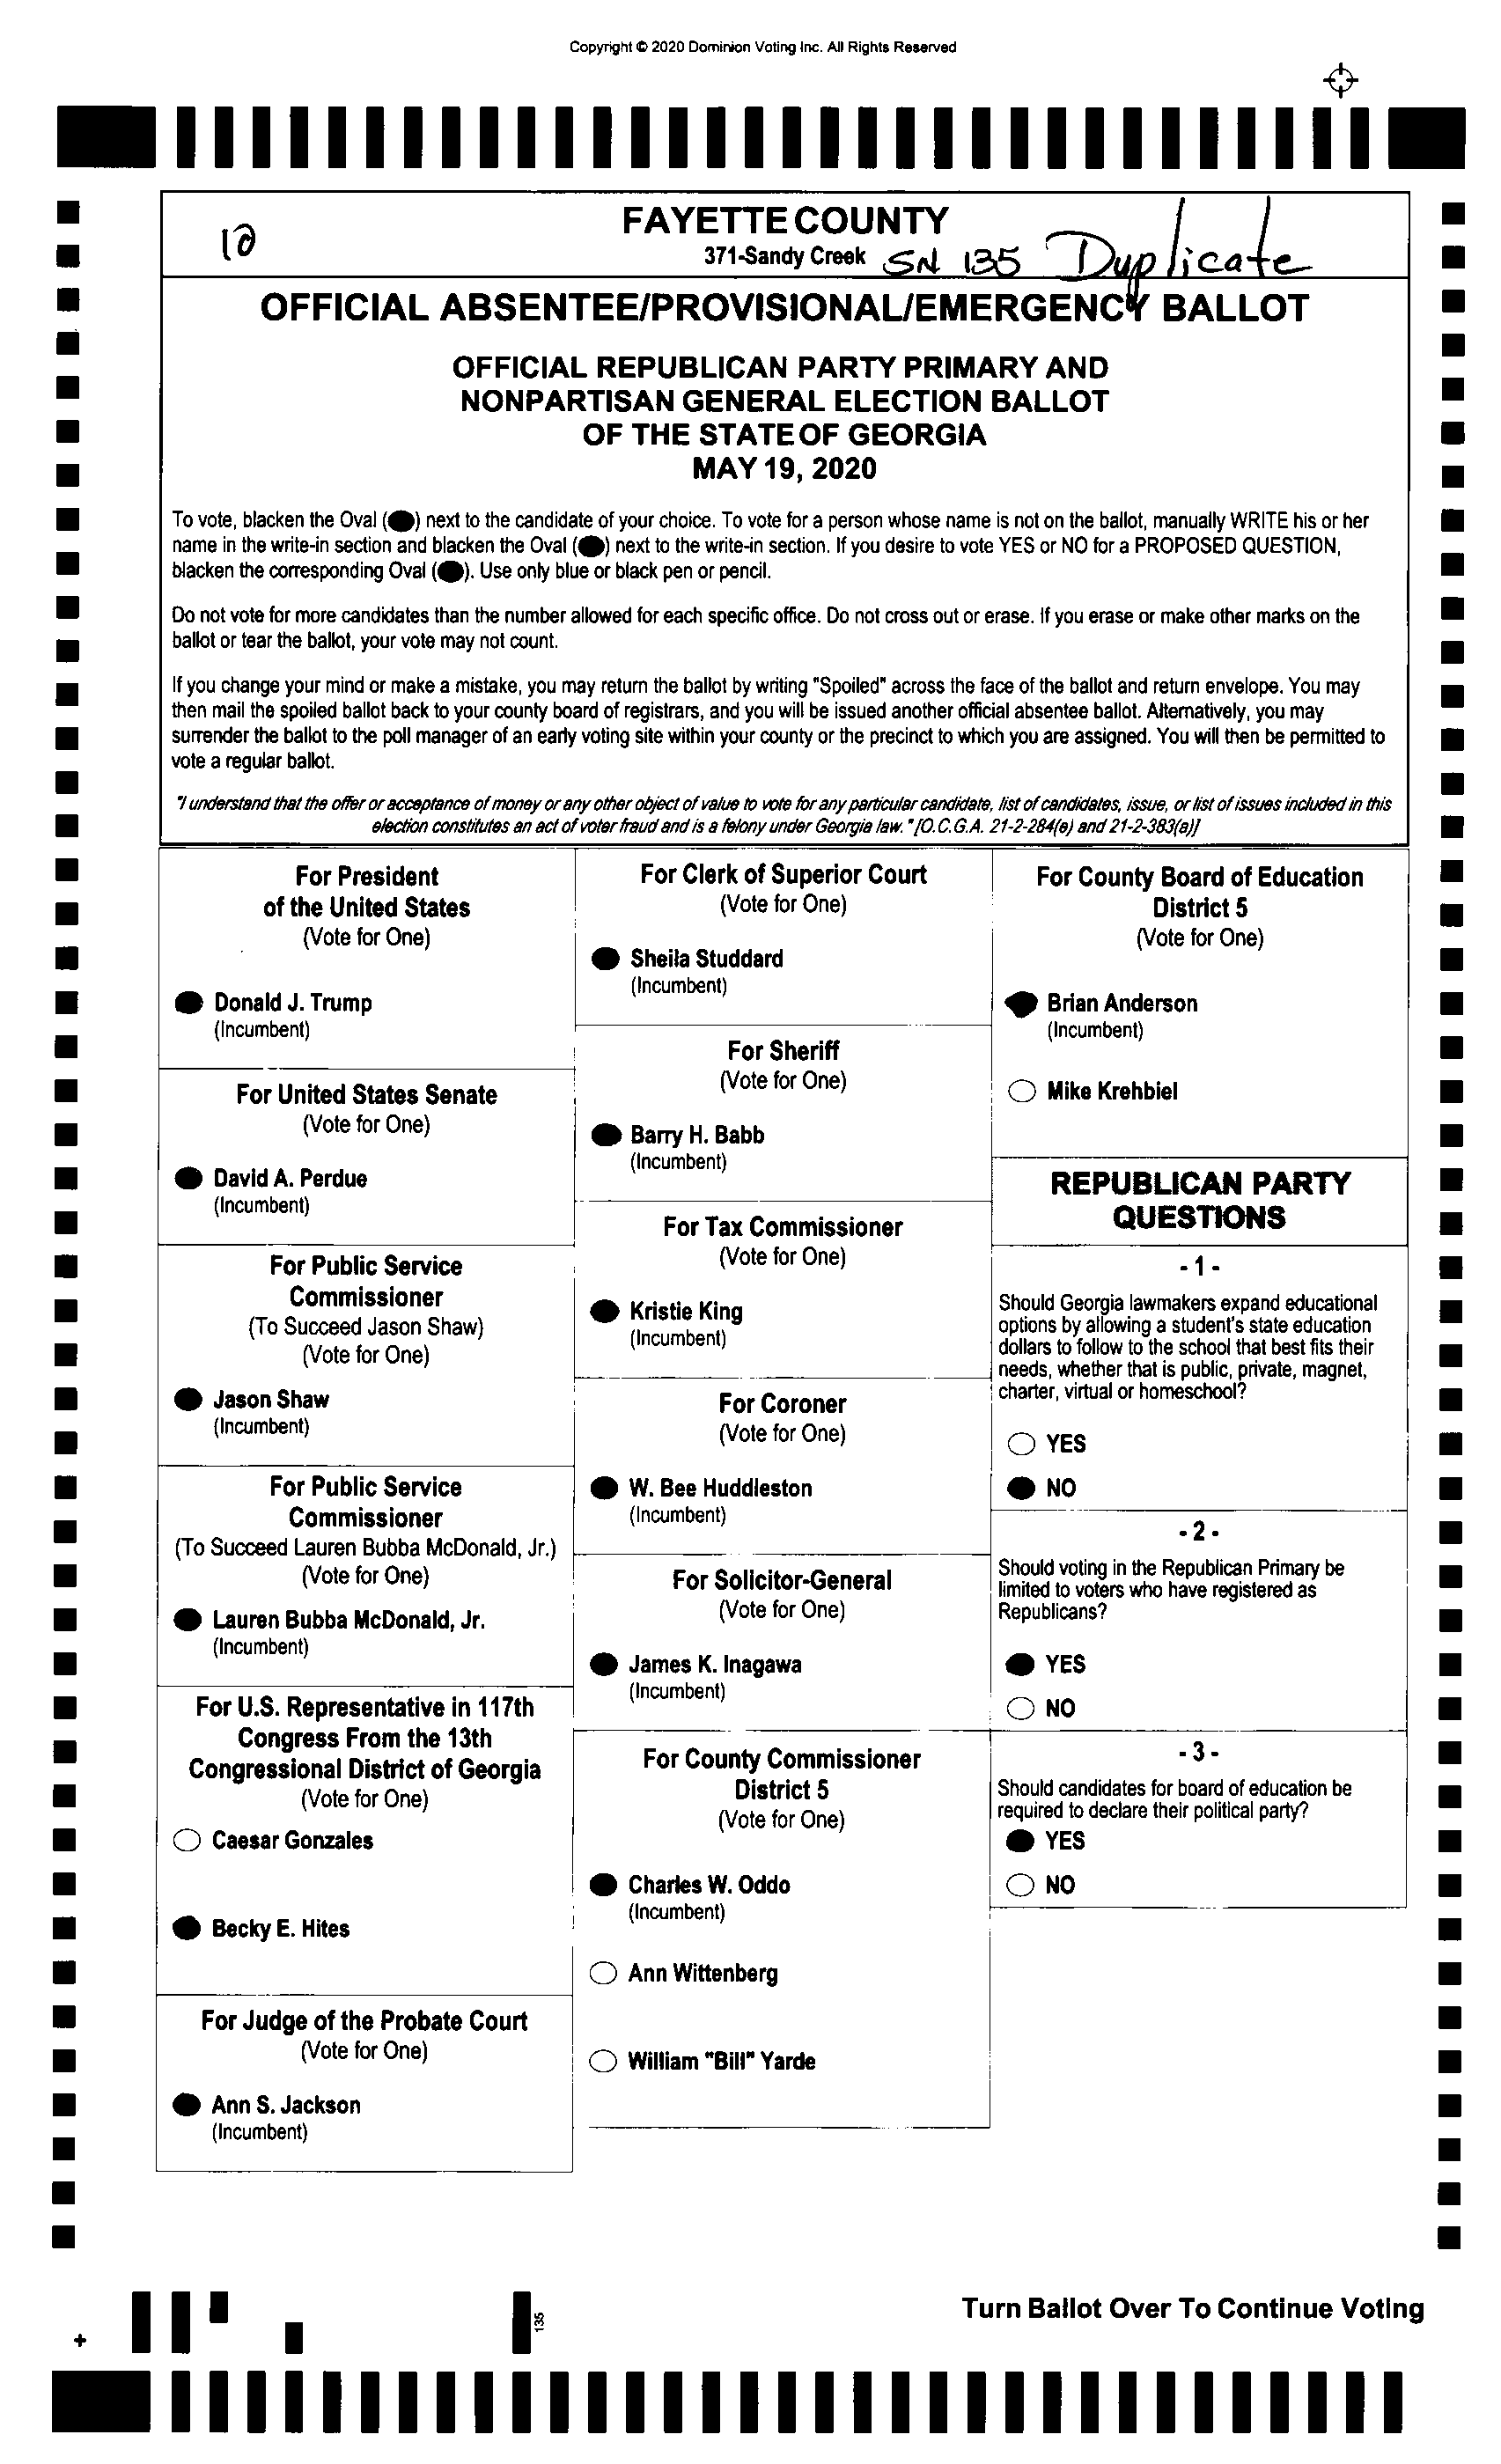 Copyright © 2020 Dominion Voting Inc. All Rights Reserved
FAYETTE COUNTY
10
371-Sandy Creek SN 135 Duplicate
OFFICIAL ABSENTEE/PROVISIONAL/EMERGENCY BALLOT
OFFICIAL REPUBLICAN PARTY PRIMARY AND
NONPARTISAN GENERAL ELECTION BALLOT
OF THE STATE OF GEORGIA
MAY 19, 2020
To vote, blacken the Oval (●) next to the candidate of your choice. To vote for a person whose name is not on the ballot, manually WRITE his or her
name in the write-in section and blacken the Oval (●) next to the write-in section. If you desire to vote YES or NO for a PROPOSED QUESTION,
blacken the corresponding Oval (●). Use only blue or black pen or pencil.
Do not vote for more candidates than the number allowed for each specific office. Do not cross out or erase. If you erase or make other marks on the
ballot or tear the ballot, your vote may not count.
If you change your mind or make a mistake, you may return the ballot by writing "Spoiled" across the face of the ballot and return envelope. You may
then mail the spoiled ballot back to your county board of registrars, and you will be issued another official absentee ballot. Alternatively, you may
surrender the ballot to the poll manager of an early voting site within your county or the precinct to which you are assigned. You will then be permitted to
vote a regular ballot.
"I understand that the offer or acceptance of money or any other object of value to vote for any particular candidate, list of candidates, issue, or list of issues included in this
election constitutes an act of voter fraud and is a felony under Georgia law." [O.C.G.A. 21-2-284(e) and 21-2-383(a)]
For President
of the United States
(Vote for One)
Donald J. Trump
(Incumbent)
For United States Senate
(Vote for One)
David A. Perdue
(Incumbent)
For Public Service
Commissioner
(To Succeed Jason Shaw)
(Vote for One)
Jason Shaw
(Incumbent)
For Public Service
Commissioner
(To Succeed Lauren Bubba McDonald, Jr.)
(Vote for One)
Lauren Bubba McDonald, Jr.
(Incumbent)
For U.S. Representative in 117th
Congress From the 13th
Congressional District of Georgia
(Vote for One)
Caesar Gonzales
Becky E. Hites
For Judge of the Probate Court
(Vote for One)
Ann S. Jackson
(Incumbent)
For Clerk of Superior Court
(Vote for One)
Sheila Studdard
(Incumbent)
For Sheriff
(Vote for One)
Barry H. Babb
(Incumbent)
For Tax Commissioner
(Vote for One)
Kristie King
(Incumbent)
For Coroner
(Vote for One)
W. Bee Huddleston
(Incumbent)
For Solicitor-General
(Vote for One)
James K. Inagawa
(Incumbent)
For County Commissioner
District 5
(Vote for One)
Charles W. Oddo
(Incumbent)
Ann Wittenberg
William "Bill" Yarde
For County Board of Education
District 5
(Vote for One)
Brian Anderson
(Incumbent)
Mike Krehbiel
REPUBLICAN PARTY
QUESTIONS
- 1 -
Should Georgia lawmakers expand educational
options by allowing a student's state education
dollars to follow to the school that best fits their
needs, whether that is public, private, magnet,
charter, virtual or homeschool?
YES
NO
- 2 -
Should voting in the Republican Primary be
limited to voters who have registered as
Republicans?
YES
NO
- 3 -
Should candidates for board of education be
required to declare their political party?
YES
NO
135
Turn Ballot Over To Continue Voting